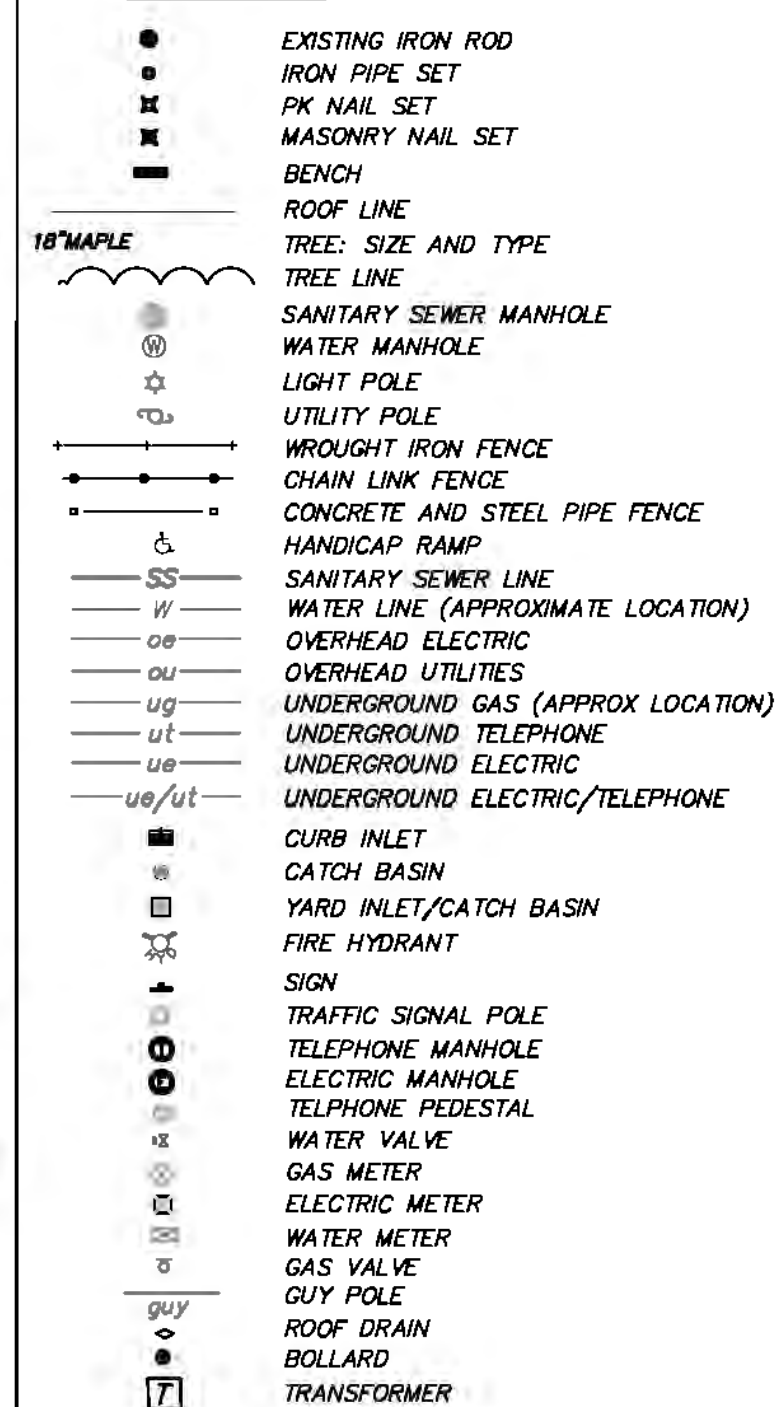 EXISTING IRON ROD
IRON PIPE SET
PK NAIL SET
MASONRY NAIL SET
BENCH
ROOF LINE
18"MAPLE TREE: SIZE AND TYPE
TREE LINE
SANITARY SEWER MANHOLE
W WATER MANHOLE
LIGHT POLE
UTILITY POLE
WROUGHT IRON FENCE
CHAIN LINK FENCE
CONCRETE AND STEEL PIPE FENCE
HANDICAP RAMP
SS SANITARY SEWER LINE
W WATER LINE (APPROXIMATE LOCATION)
oe OVERHEAD ELECTRIC
ou OVERHEAD UTILITIES
ug UNDERGROUND GAS (APPROX LOCATION)
ut UNDERGROUND TELEPHONE
ue UNDERGROUND ELECTRIC
ue/ut UNDERGROUND ELECTRIC/TELEPHONE
CURB INLET
CATCH BASIN
YARD INLET/CATCH BASIN
FIRE HYDRANT
SIGN
TRAFFIC SIGNAL POLE
T TELEPHONE MANHOLE
E ELECTRIC MANHOLE
TELPHONE PEDESTAL
WATER VALVE
GAS METER
ELECTRIC METER
WATER METER
GAS VALVE
guy GUY POLE
ROOF DRAIN
BOLLARD
T TRANSFORMER